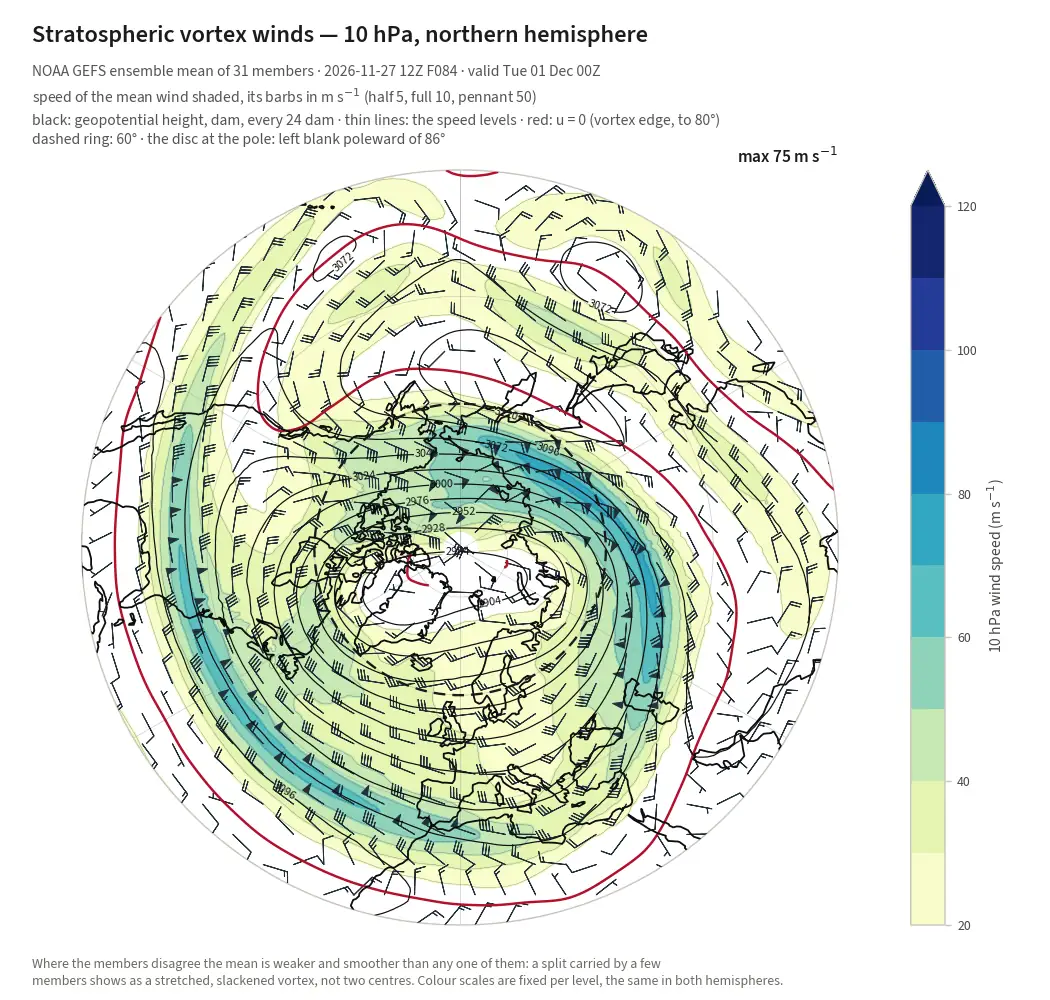 Stratospheric vortex winds — 10 hPa, northern hemisphere
NOAA GEFS ensemble mean of 31 members · 2026-11-27 12Z F084 · valid Tue 01 Dec 00Z
speed of the mean wind shaded, its barbs in m s⁻¹ (half 5, full 10, pennant 50)
black: geopotential height, dam, every 24 dam · thin lines: the speed levels · red: u = 0 (vortex edge, to 80°)
dashed ring: 60° · the disc at the pole: left blank poleward of 86°
max 75 m s⁻¹
120
100
80
60
40
20
10 hPa wind speed (m s⁻¹)
3072
3072
3072
3096
3048
3024
3000
2976
2952
2928
2904
3096
Where the members disagree the mean is weaker and smoother than any one of them: a split carried by a few
members shows as a stretched, slackened vortex, not two centres. Colour scales are fixed per level, the same in both hemispheres.